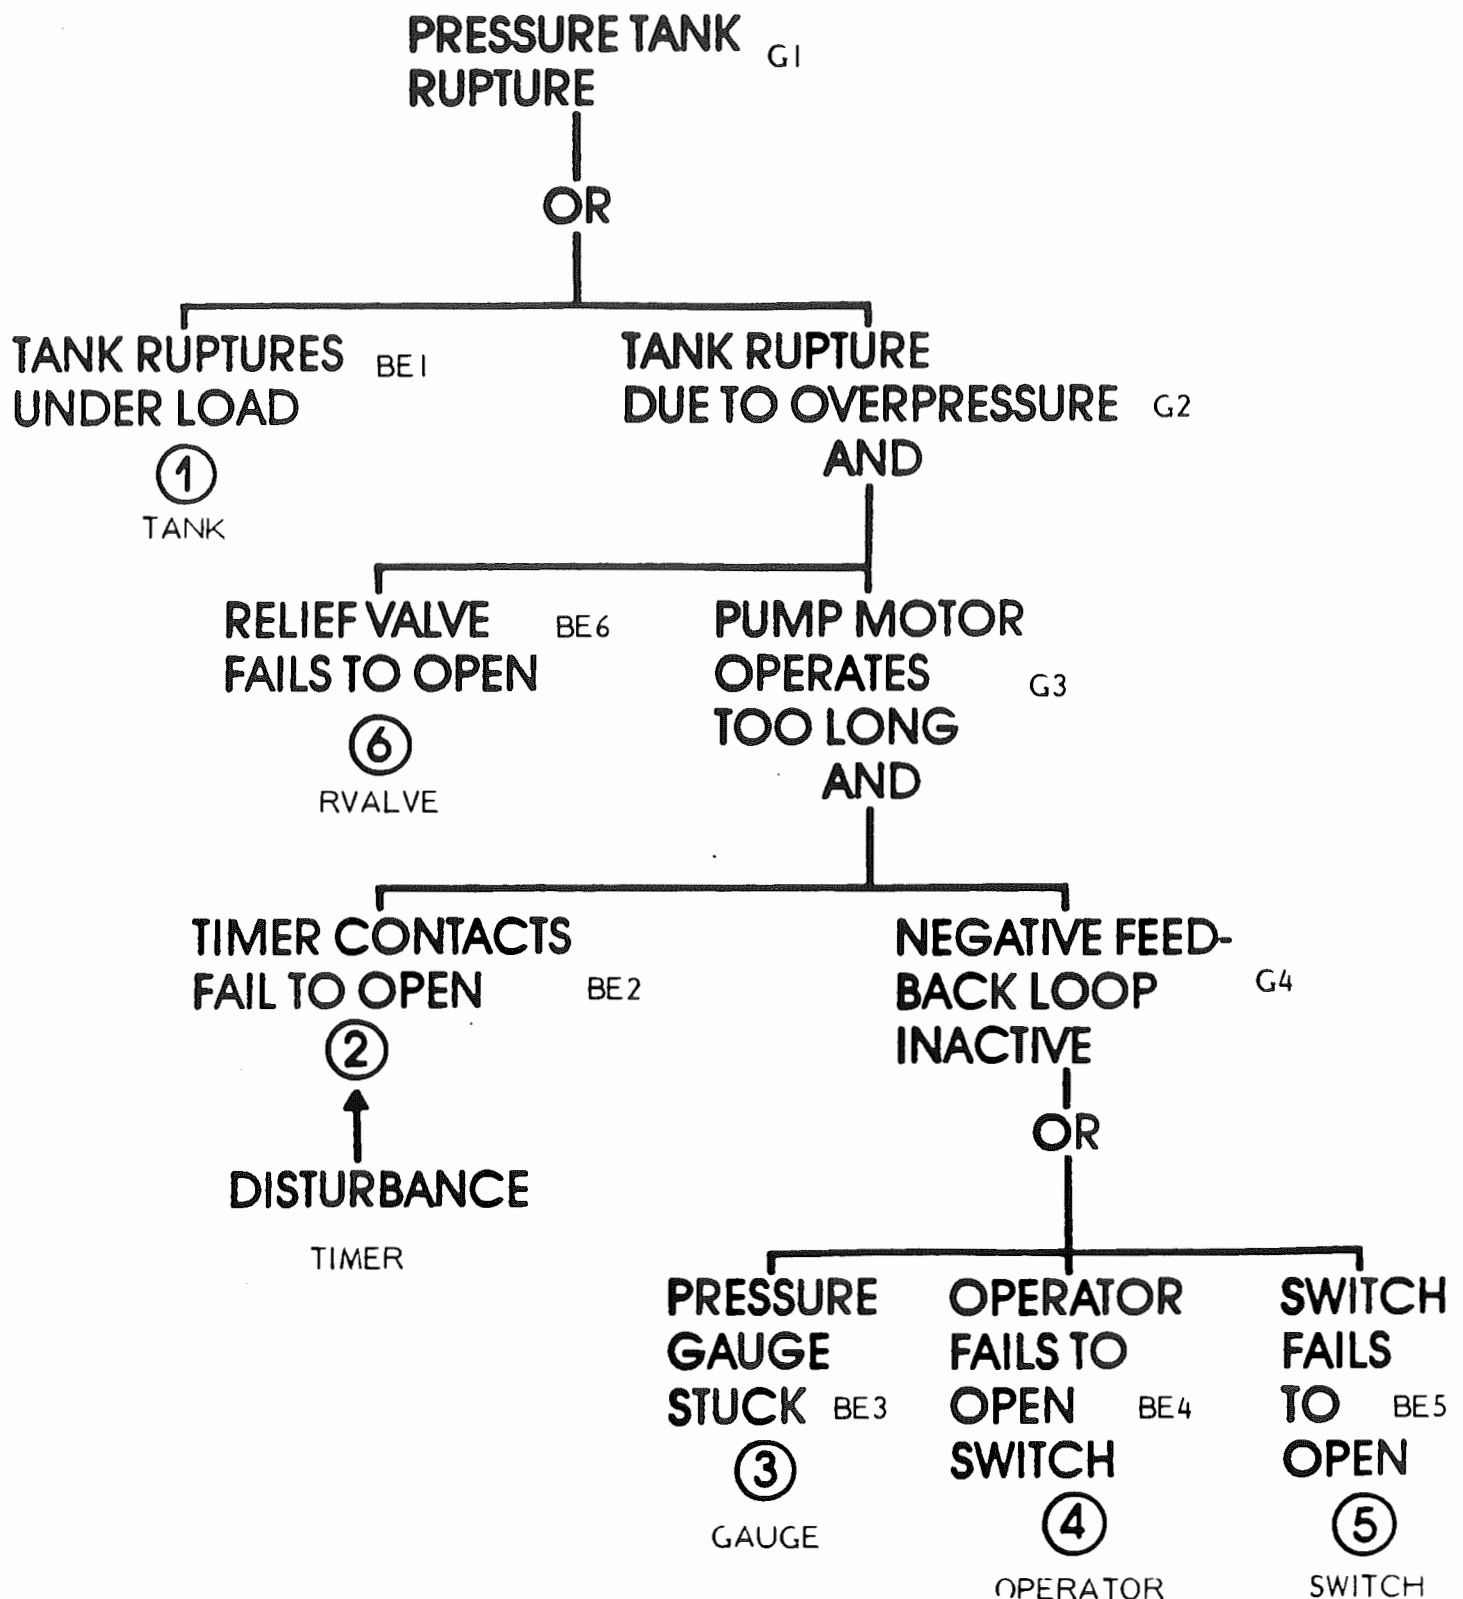 PRESSURE TANK
RUPTURE
G1
OR
TANK RUPTURES
UNDER LOAD
BE1
1
TANK
TANK RUPTURE
DUE TO OVERPRESSURE
G2
AND
RELIEF VALVE
FAILS TO OPEN
BE6
6
RVALVE
PUMP MOTOR
OPERATES
TOO LONG
G3
AND
TIMER CONTACTS
FAIL TO OPEN
BE2
2
DISTURBANCE
TIMER
NEGATIVE FEED-
BACK LOOP
INACTIVE
G4
OR
PRESSURE
GAUGE
STUCK
BE3
3
GAUGE
OPERATOR
FAILS TO
OPEN
SWITCH
BE4
4
OPERATOR
SWITCH
FAILS
TO
OPEN
BE5
5
SWITCH